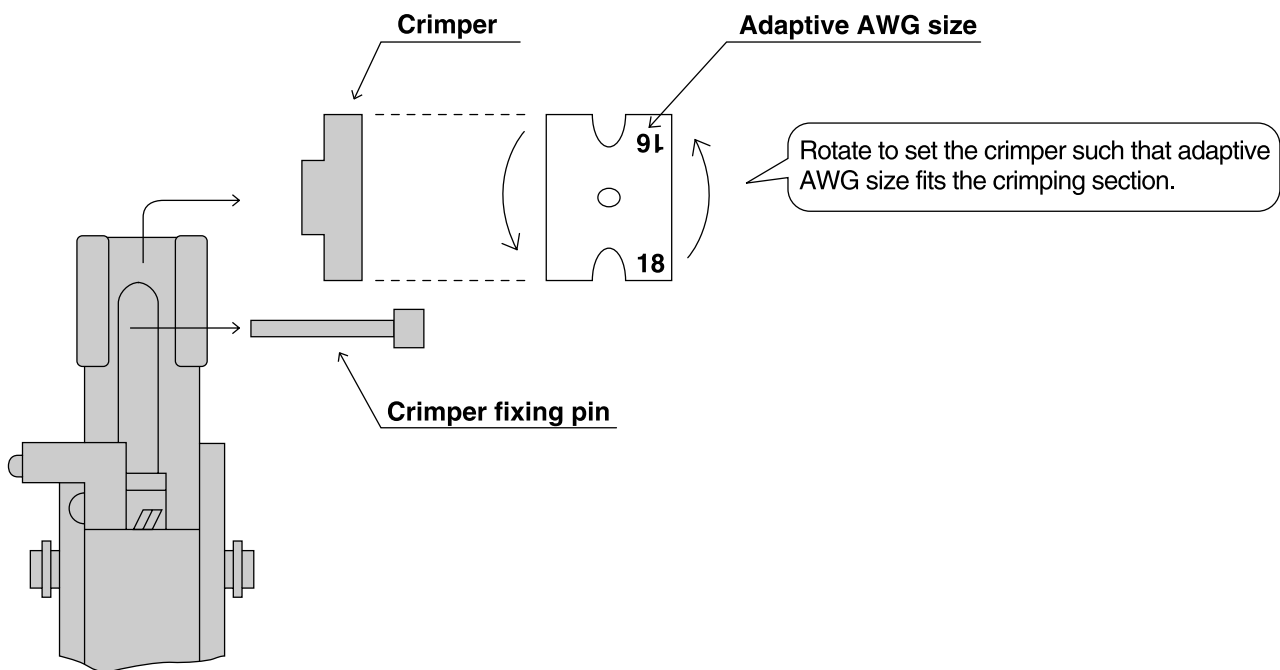 Crimper
Adaptive AWG size
16
Rotate to set the crimper such that adaptive
AWG size fits the crimping section.
18
Crimper fixing pin